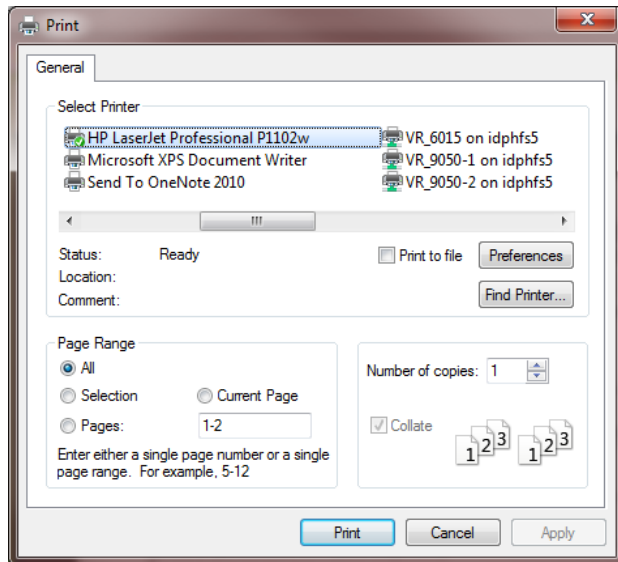 Print
General
Select Printer
HP LaserJet Professional P1102w
Microsoft XPS Document Writer
Send To OneNote 2010
VR_6015 on idphfs5
VR_9050-1 on idphfs5
VR_9050-2 on idphfs5
Status: Ready
Location:
Comment:
Print to file
Preferences
Find Printer...
Page Range
All
Selection
Current Page
Pages: 1-2
Enter either a single page number or a single
page range. For example, 5-12
Number of copies: 1
Collate
1 2 3 1 2 3
Print Cancel Apply